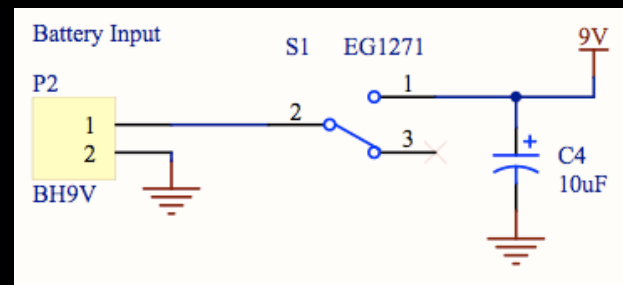 Battery Input
9V
S1 EG1271
P2
1
2
1
2
3
+
C4
10uF
BH9V